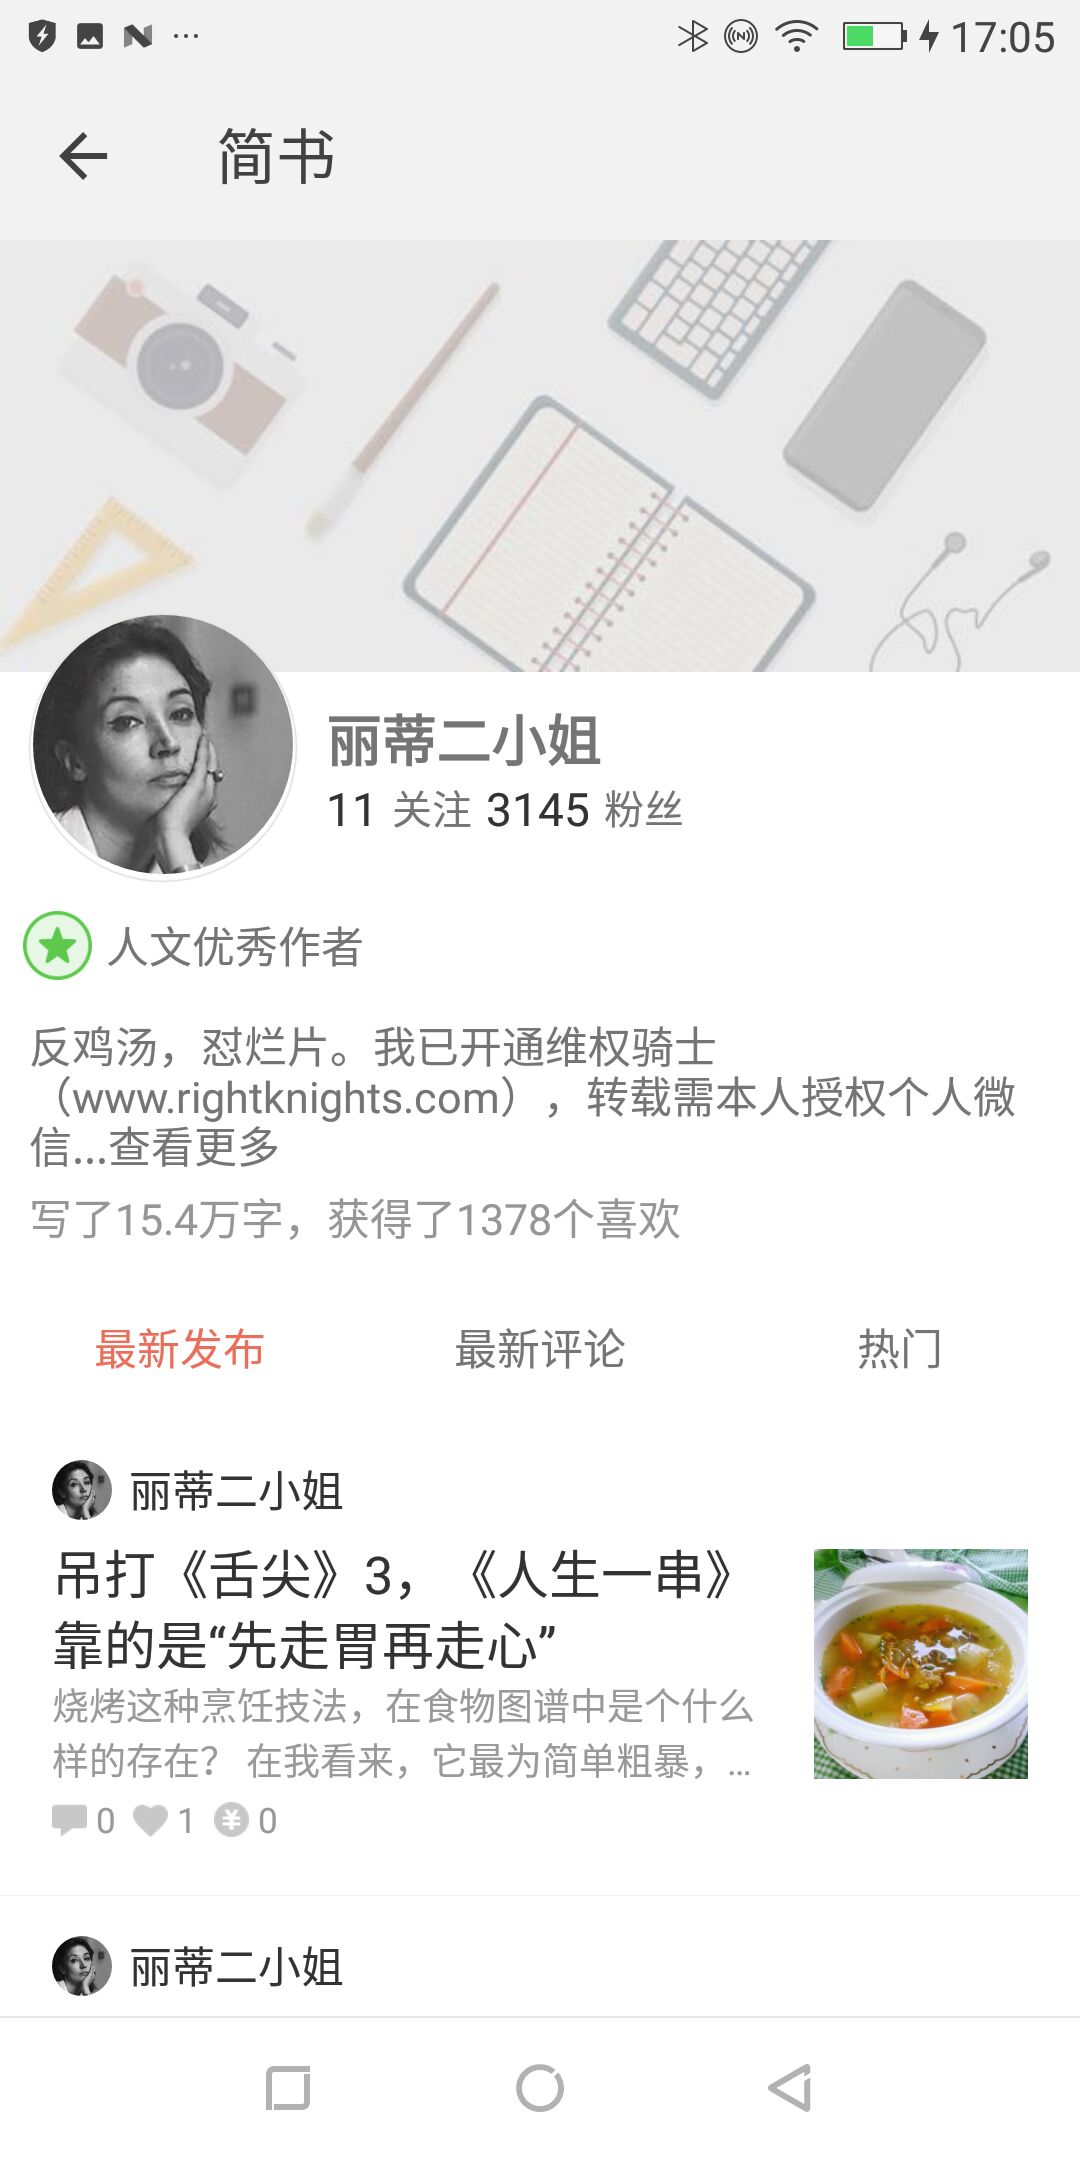 17:05
简书
丽蒂二小姐
11 关注 3145 粉丝
人文优秀作者
反鸡汤，怼烂片。我已开通维权骑士
（www.rightknights.com），转载需本人授权个人微
信...查看更多
写了15.4万字，获得了1378个喜欢
最新发布 最新评论 热门
丽蒂二小姐
吊打《舌尖》3，《人生一串》
靠的是“先走胃再走心”
烧烤这种烹饪技法，在食物图谱中是个什么
样的存在？ 在我看来，它最为简单粗暴，...
0 1 0
丽蒂二小姐